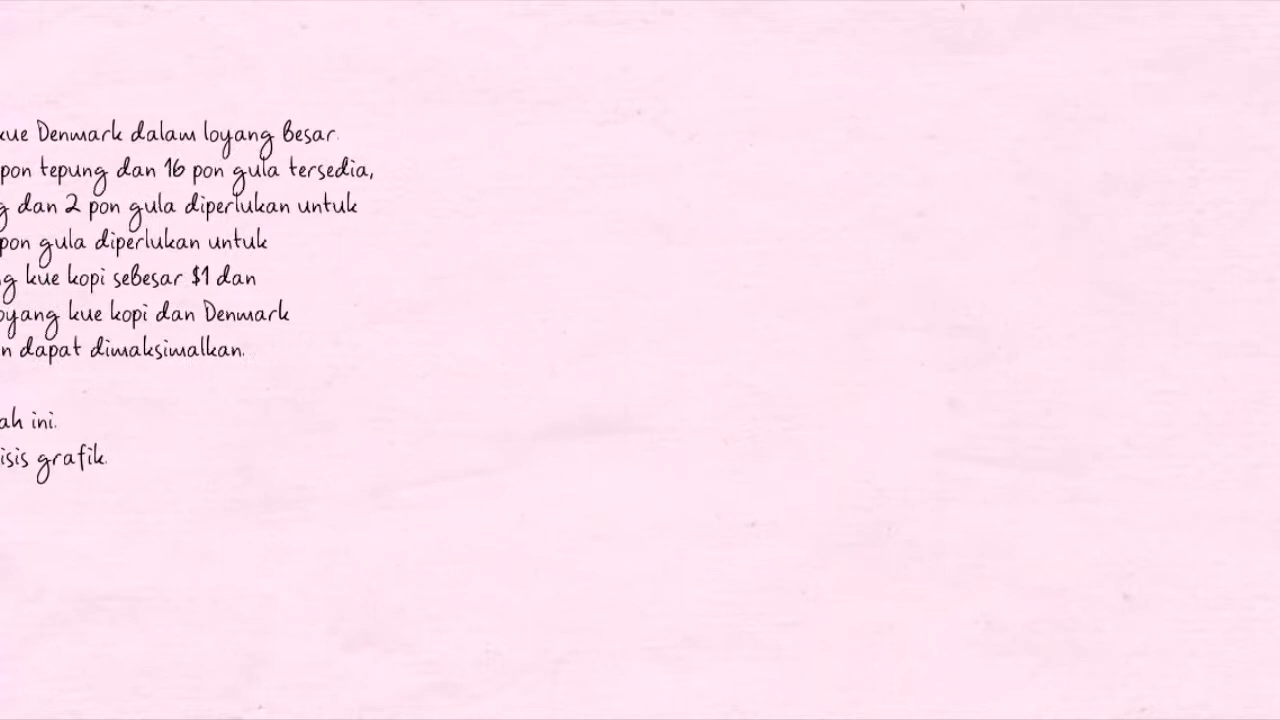 kue Denmark dalam loyang besar.
pon tepung dan 16 pon gula tersedia,
g dan 2 pon gula diperlukan untuk
pon gula diperlukan untuk
g kue kopi sebesar $1 dan
oyang kue kopi dan Denmark
n dapat dimaksimalkan.
ah ini.
isis grafik.